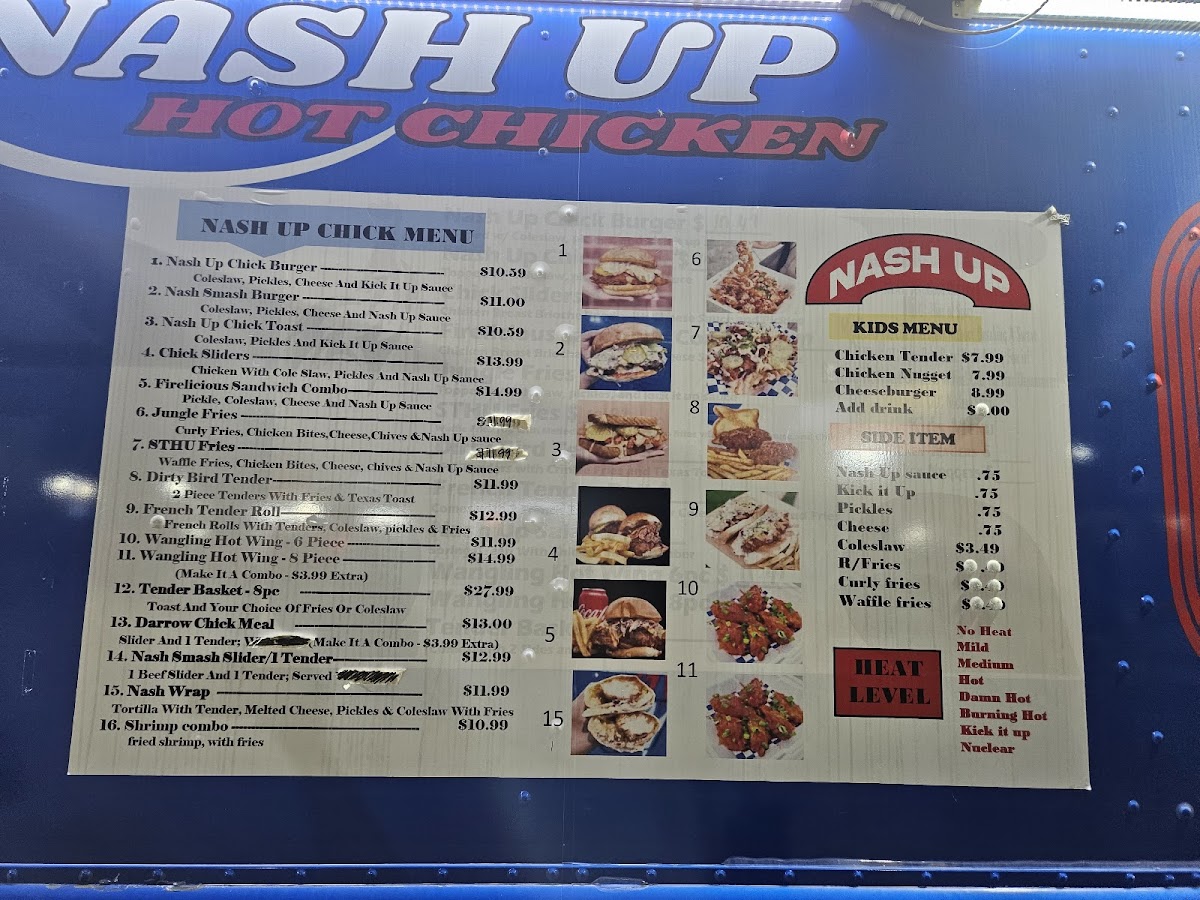 NASH UP
HOT CHICKEN
NASH UP CHICK MENU
1. Nash Up Chick Burger $10.59
Coleslaw, Pickles, Cheese And Kick It Up Sauce
2. Nash Smash Burger $11.00
Coleslaw, Pickles, Cheese And Nash Up Sauce
3. Nash Up Chick Toast $10.59
Coleslaw, Pickles And Kick It Up Sauce
4. Chick Sliders $13.99
Chicken With Cole Slaw, Pickles And Nash Up Sauce
5. Firelicious Sandwich Combo $14.99
Pickle, Coleslaw, Cheese And Nash Up Sauce
6. Jungle Fries $11.99
Curly Fries, Chicken Bites,Cheese,Chives &Nash Up sauce
7. STHU Fries $11.99
Waffle Fries, Chicken Bites, Cheese, chives & Nash Up Sauce
8. Dirty Bird Tender $11.99
2 Piece Tenders With Fries & Texas Toast
9. French Tender Roll $12.99
French Rolls With Tenders, Coleslaw, pickles & Fries
10. Wangling Hot Wing - 6 Piece $11.99
11. Wangling Hot Wing - 8 Piece $14.99
(Make It A Combo - $3.99 Extra)
12. Tender Basket - 8pc $27.99
Toast And Your Choice Of Fries Or Coleslaw
13. Darrow Chick Meal $13.00
Slider And 1 Tender; (Make It A Combo - $3.99 Extra)
14. Nash Smash Slider/1 Tender $12.99
1 Beef Slider And 1 Tender; Served
15. Nash Wrap $11.99
Tortilla With Tender, Melted Cheese, Pickles & Coleslaw With Fries
16. Shrimp combo $10.99
fried shrimp, with fries
1
2
3
4
5
15
6
7
8
9
10
11
NASH UP
KIDS MENU
Chicken Tender $7.99
Chicken Nugget 7.99
Cheeseburger 8.99
Add drink
SIDE ITEM
Nash Up sauce .75
Kick it Up .75
Pickles .75
Cheese .75
Coleslaw $3.49
R/Fries
Curly fries
Waffle fries
HEAT
LEVEL
No Heat
Mild
Medium
Hot
Damn Hot
Burning Hot
Kick it up
Nuclear